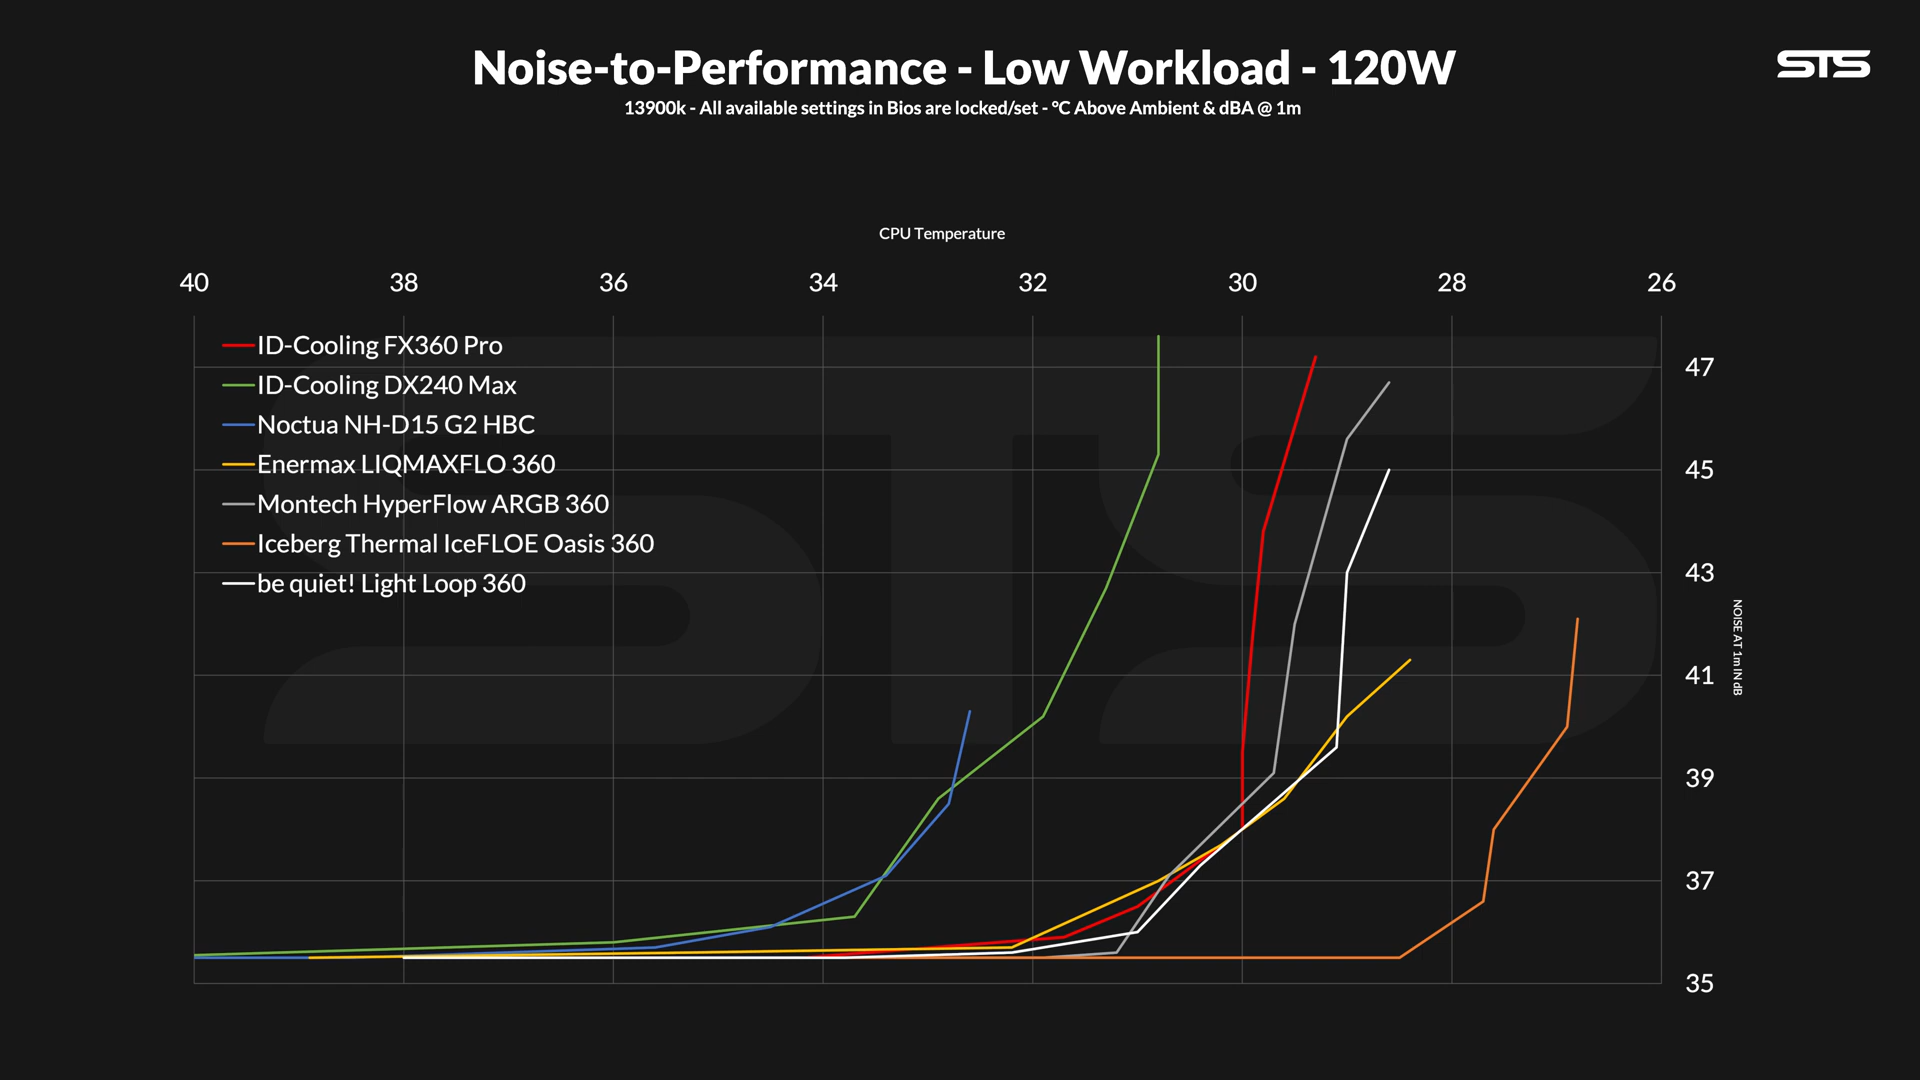 Noise-to-Performance - Low Workload - 120W
STS
13900k - All available settings in Bios are locked/set - °C Above Ambient & dBA @ 1m
CPU Temperature
40 38 36 34 32 30 28 26
ID-Cooling FX360 Pro
ID-Cooling DX240 Max
Noctua NH-D15 G2 HBC
Enermax LIQMAXFLO 360
Montech HyperFlow ARGB 360
Iceberg Thermal IceFLOE Oasis 360
be quiet! Light Loop 360
47
45
43
41
39
37
35
NOISE AT 1m IN dB
STS